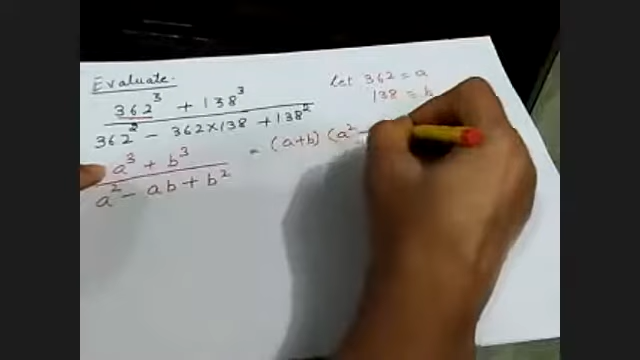 Evaluate.
362³ + 138³
362² - 362×138 + 138²
let 362 = a
138 = b
a³ + b³
a² - ab + b²
= (a+b) (a²